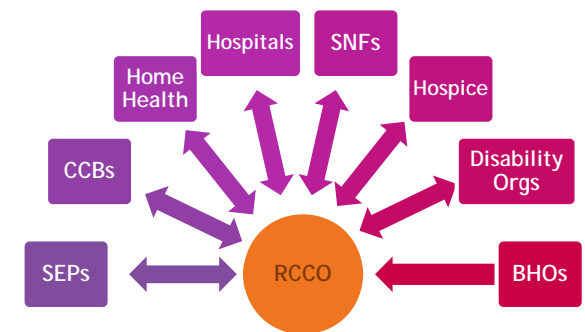 Hospitals
SNFs
Home
Health
Hospice
CCBs
Disability
Orgs
SEPs
RCCO
BHOs